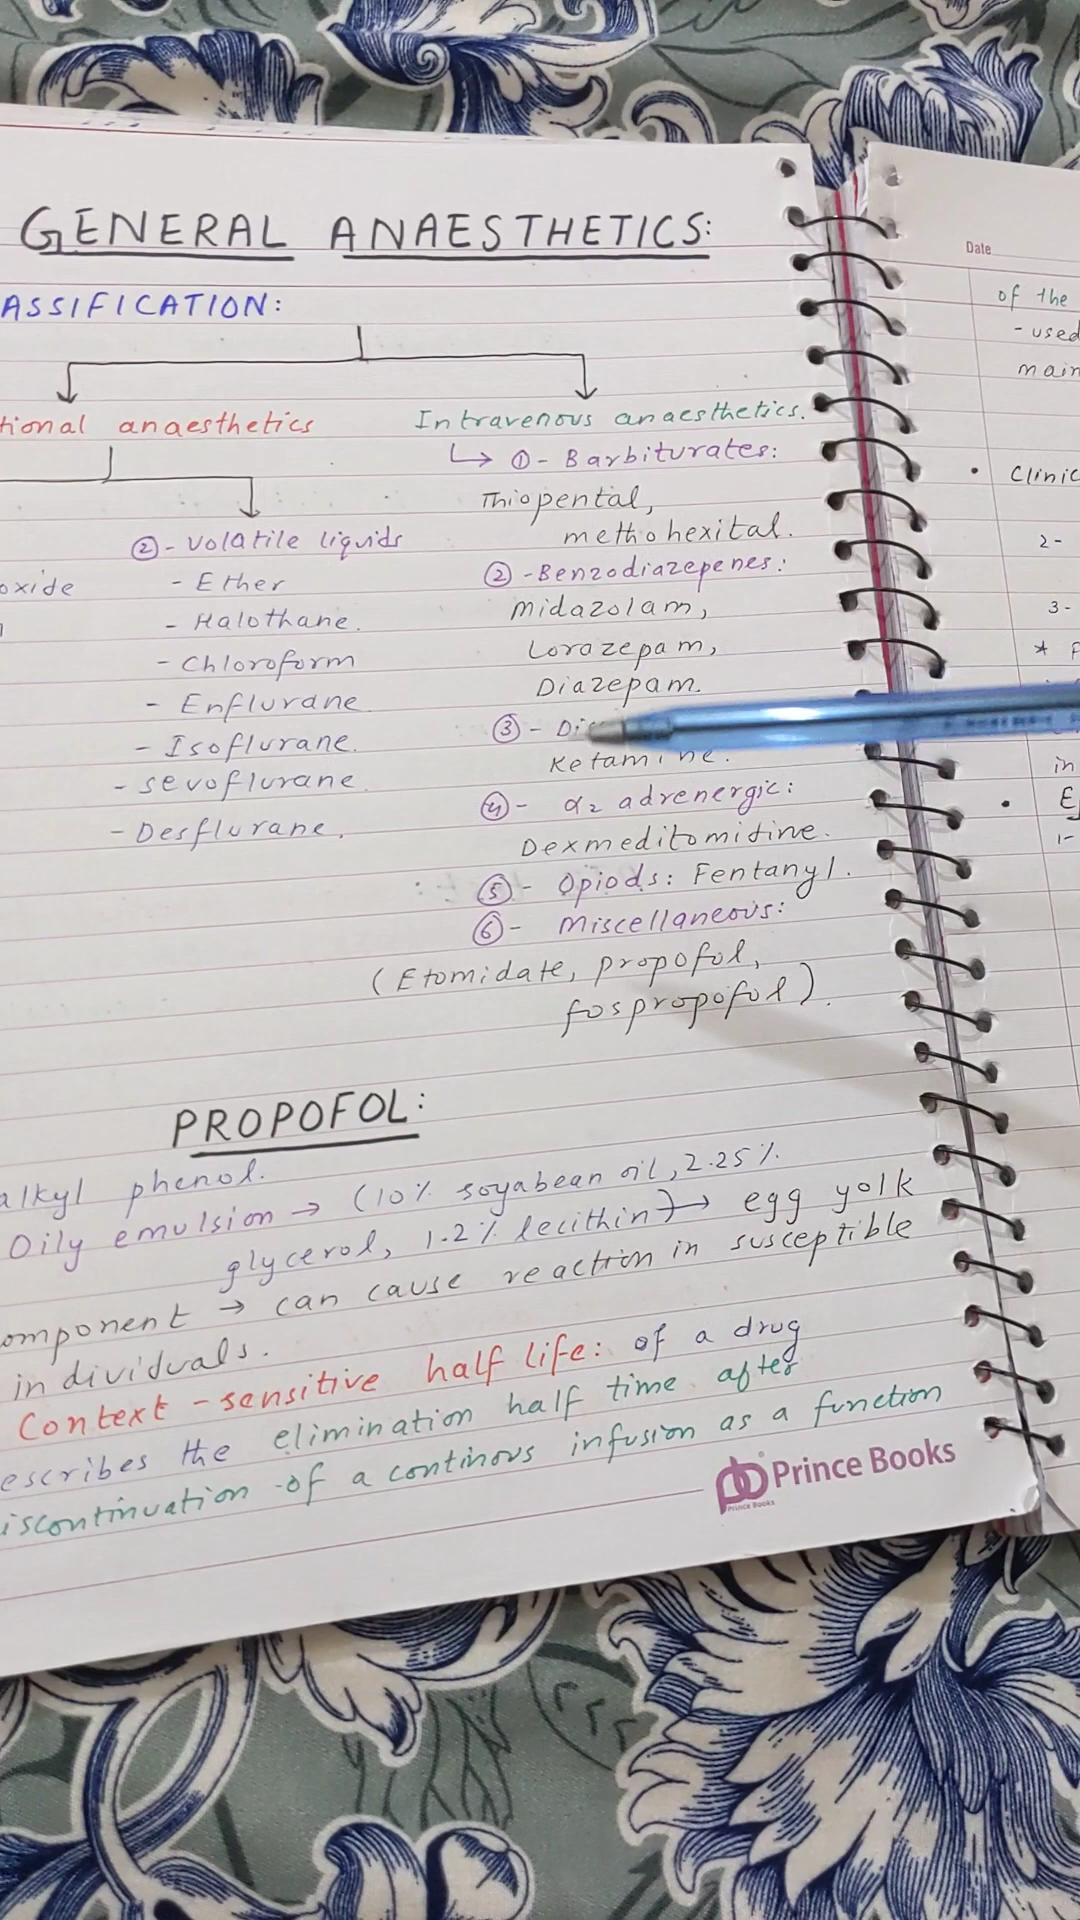 GENERAL ANAESTHETICS:
ASSIFICATION:
tional anaesthetics
oxide
②- Volatile liquids
- Ether
- Halothane.
- Chloroform
- Enflurane
- Isoflurane.
- sevoflurane.
- Desflurane.
Intravenous anaesthetics.
↳ ①- Barbiturates:
Thiopental,
methohexital.
②-Benzodiazepenes:
midazolam,
Lorazepam,
Diazepam.
③- Di
Ketamine.
④- α2 adrenergic:
Dexmeditomitine.
⑤- Opiods: Fentanyl.
⑥- Miscellaneous:
(Etomidate, propofol,
fospropofol).
PROPOFOL:
alkyl phenol.
Oily emulsion → (10% soyabean oil, 2.25%
glycerol, 1.2% lecithin) → egg yolk
omponent → can cause reaction in susceptible
individuals.
Context-sensitive half life: of a drug
escribes the elimination half time after
iscontinuation of a continous infusion as a function
Prince Books
Prince Books
Date
of the
- used
main
• Clinic
2-
3-
*
in
• E
1-